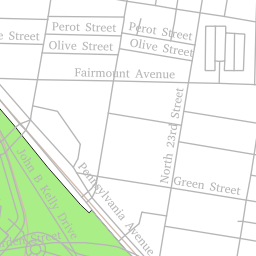 Perot Street
Perot Street
Street
Olive Street
Olive Street
Fairmount Avenue
North 23rd Street
John B Kelly Drive
Pennsylvania Avenue
Green Street
Street